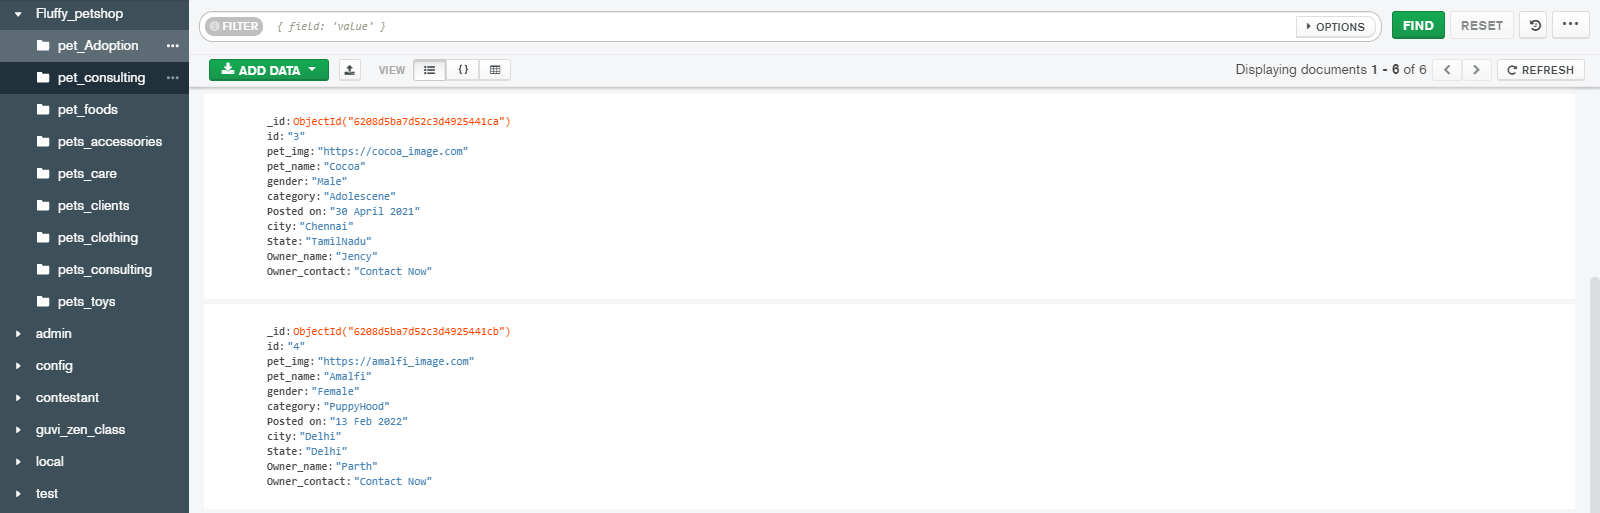 Fluffy_petshop
pet_Adoption
pet_consulting
pet_foods
pets_accessories
pets_care
pets_clients
pets_clothing
pets_consulting
pets_toys
admin
config
contestant
guvi_zen_class
local
test
FILTER { field: 'value' } OPTIONS FIND RESET
ADD DATA VIEW {} Displaying documents 1 - 6 of 6 REFRESH
_id: ObjectId("6208d5ba7d52c3d4925441ca")
id: "3"
pet_img: "https://cocoa_image.com"
pet_name: "Cocoa"
gender: "Male"
category: "Adolescene"
Posted on: "30 April 2021"
city: "Chennai"
State: "TamilNadu"
Owner_name: "Jency"
Owner_contact: "Contact Now"
_id: ObjectId("6208d5ba7d52c3d4925441cb")
id: "4"
pet_img: "https://amalfi_image.com"
pet_name: "Amalfi"
gender: "Female"
category: "PuppyHood"
Posted on: "13 Feb 2022"
city: "Delhi"
State: "Delhi"
Owner_name: "Parth"
Owner_contact: "Contact Now"